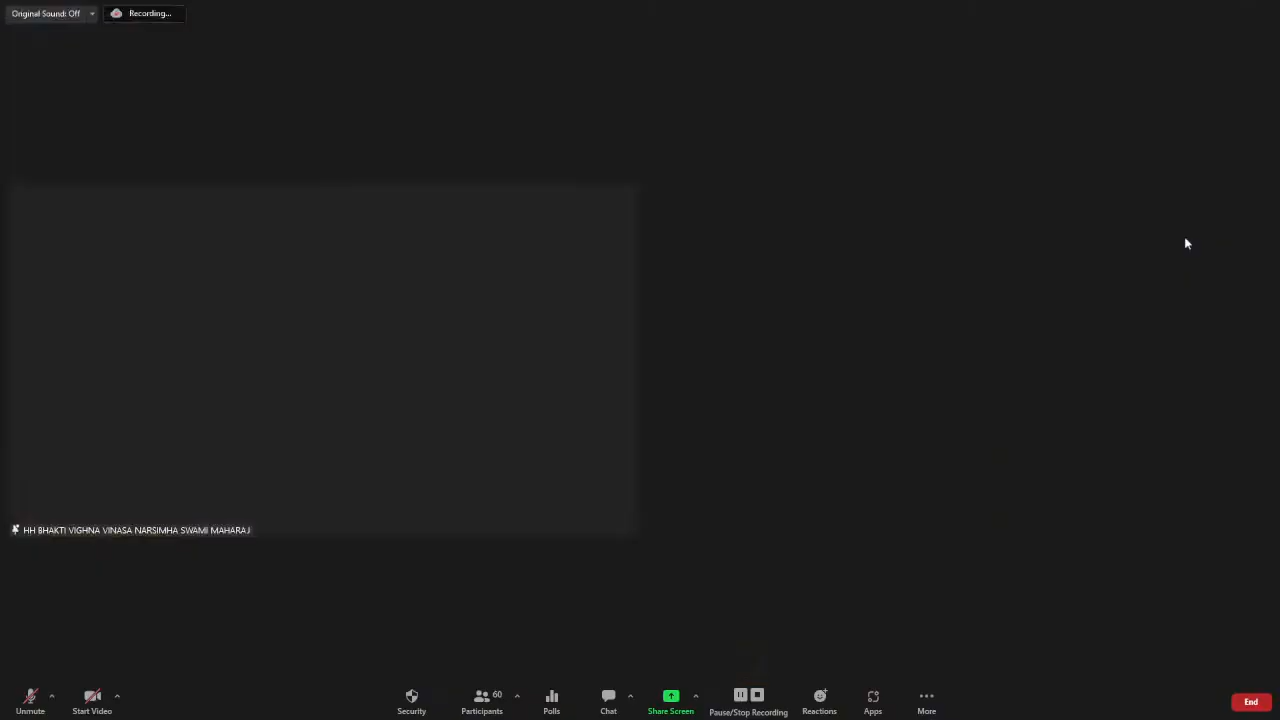 Original Sound: Off
Recording...
HH BHAKTI VIGHNA VINASA NARSIMHA SWAMI MAHARAJ
Unmute
Start Video
Security
60
Participants
Polls
Chat
Share Screen
Pause/Stop Recording
Reactions
Apps
More
End